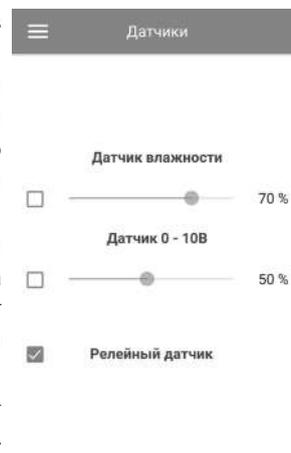 Датчики
Датчик влажности
70 %
Датчик 0 - 10В
50 %
Релейный датчик